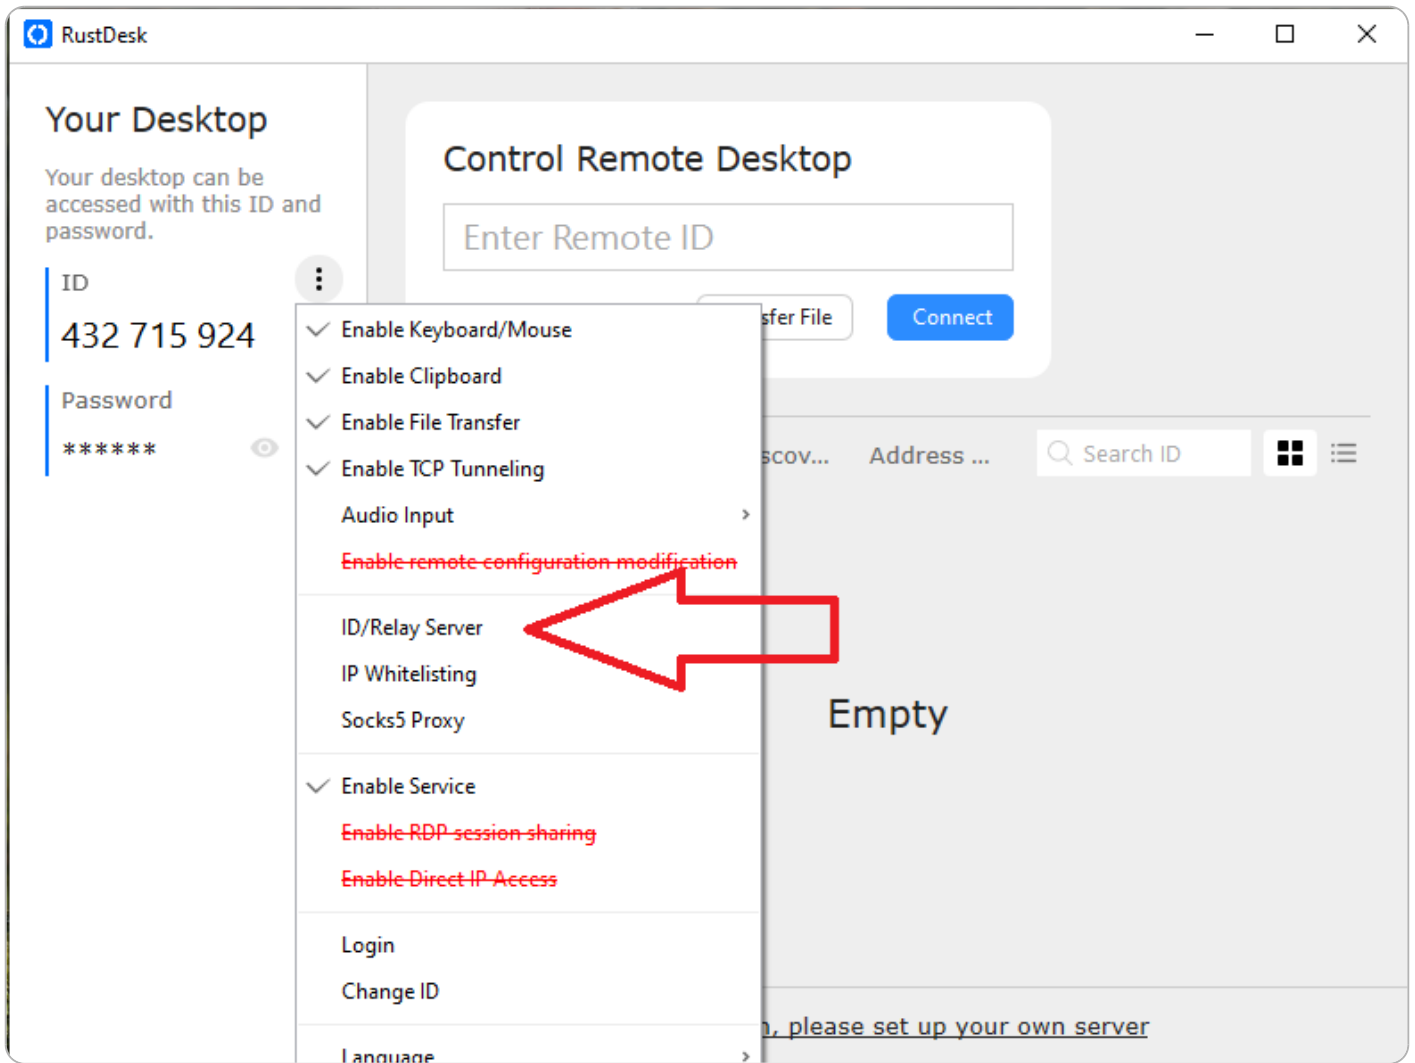 RustDesk
Your Desktop
Your desktop can be
accessed with this ID and
password.
ID
432 715 924
Password
******
Control Remote Desktop
Enter Remote ID
File
Connect
Address ...
Search ID
Empty
Enable Keyboard/Mouse
Enable Clipboard
Enable File Transfer
Enable TCP Tunneling
Audio Input
Enable remote configuration modification
ID/Relay Server
IP Whitelisting
Socks5 Proxy
Enable Service
Enable RDP session sharing
Enable Direct IP Access
Login
Change ID
Language
, please set up your own server